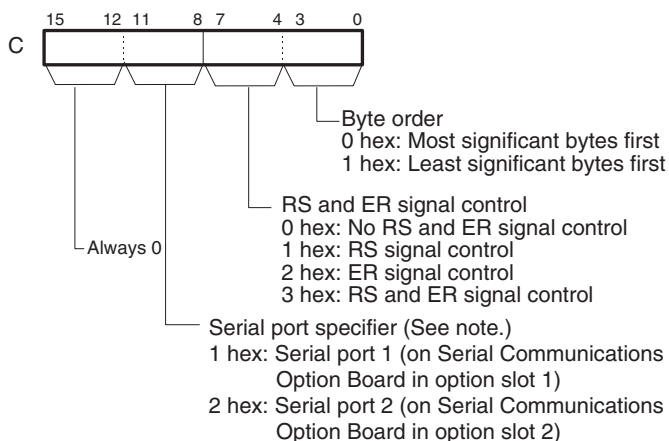 15 12 11 8 7 4 3 0
C
Byte order
0 hex: Most significant bytes first
1 hex: Least significant bytes first
RS and ER signal control
0 hex: No RS and ER signal control
1 hex: RS signal control
2 hex: ER signal control
3 hex: RS and ER signal control
Always 0
Serial port specifier (See note.)
1 hex: Serial port 1 (on Serial Communications
Option Board in option slot 1)
2 hex: Serial port 2 (on Serial Communications
Option Board in option slot 2)